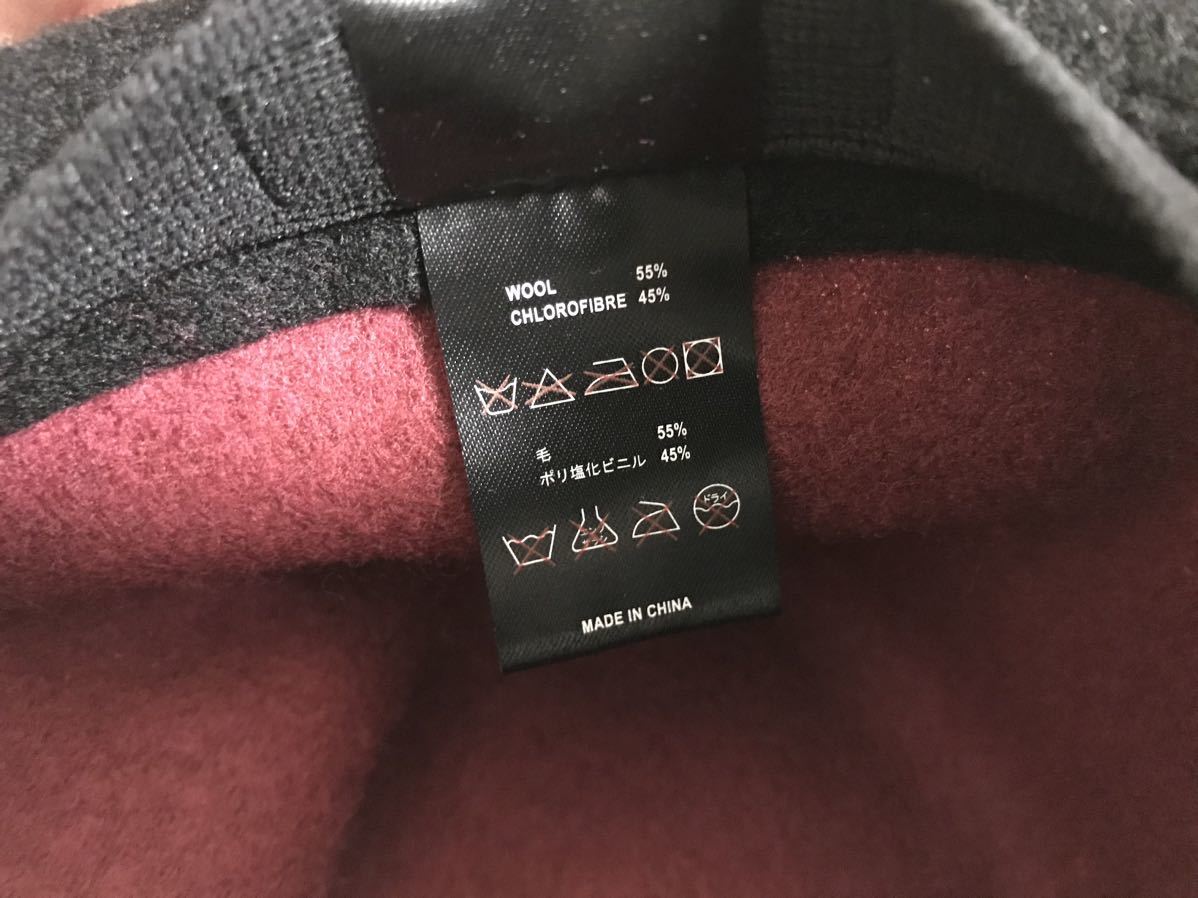 WOOL 55%
CHLOROFIBRE 45%
毛 55%
ポリ塩化ビニル 45%
ドライ
MADE IN CHINA